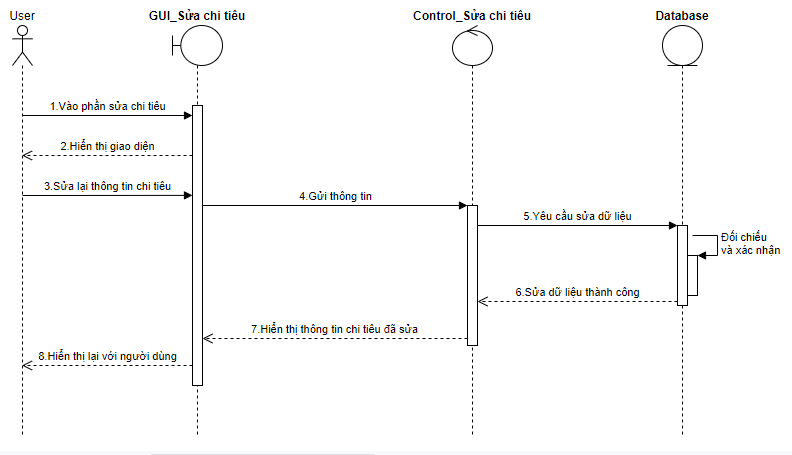 User
GUI_Sửa chi tiêu
Control_Sửa chi tiêu
Database
1.Vào phần sửa chi tiêu
2.Hiển thị giao diện
3.Sửa lại thông tin chi tiêu
4.Gửi thông tin
5.Yêu cầu sửa dữ liệu
Đối chiếu
và xác nhận
6.Sửa dữ liệu thành công
7.Hiển thị thông tin chi tiêu đã sửa
8.Hiển thị lại với người dùng